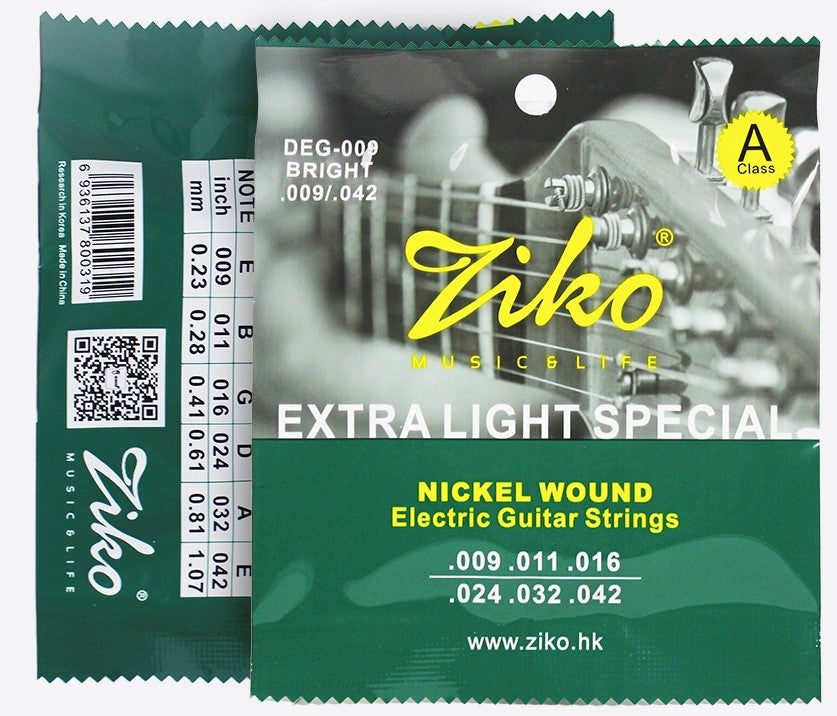 DEG-009
BRIGHT
.009/.042
A
Class
Ziko®
MUSIC & LIFE
EXTRA LIGHT SPECIAL
NICKEL WOUND
Electric Guitar Strings
.009 .011 .016
.024 .032 .042
www.ziko.hk
NOTE E B G D A E
inch 009 011 016 024 032 042
mm 0.23 0.28 0.41 0.61 0.81 1.07
6 936137 800319
Research in Korea Made in China
Ziko®
MUSIC & LIFE